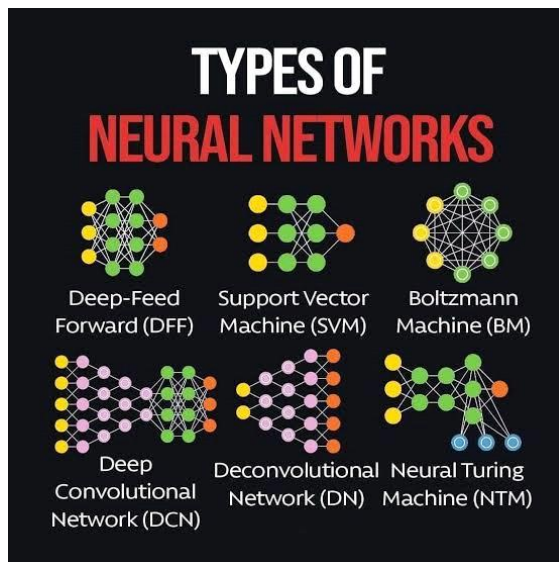 TYPES OF
NEURAL NETWORKS
Deep-Feed
Forward (DFF)
Support Vector
Machine (SVM)
Boltzmann
Machine (BM)
Deep
Convolutional
Network (DCN)
Deconvolutional
Network (DN)
Neural Turing
Machine (NTM)